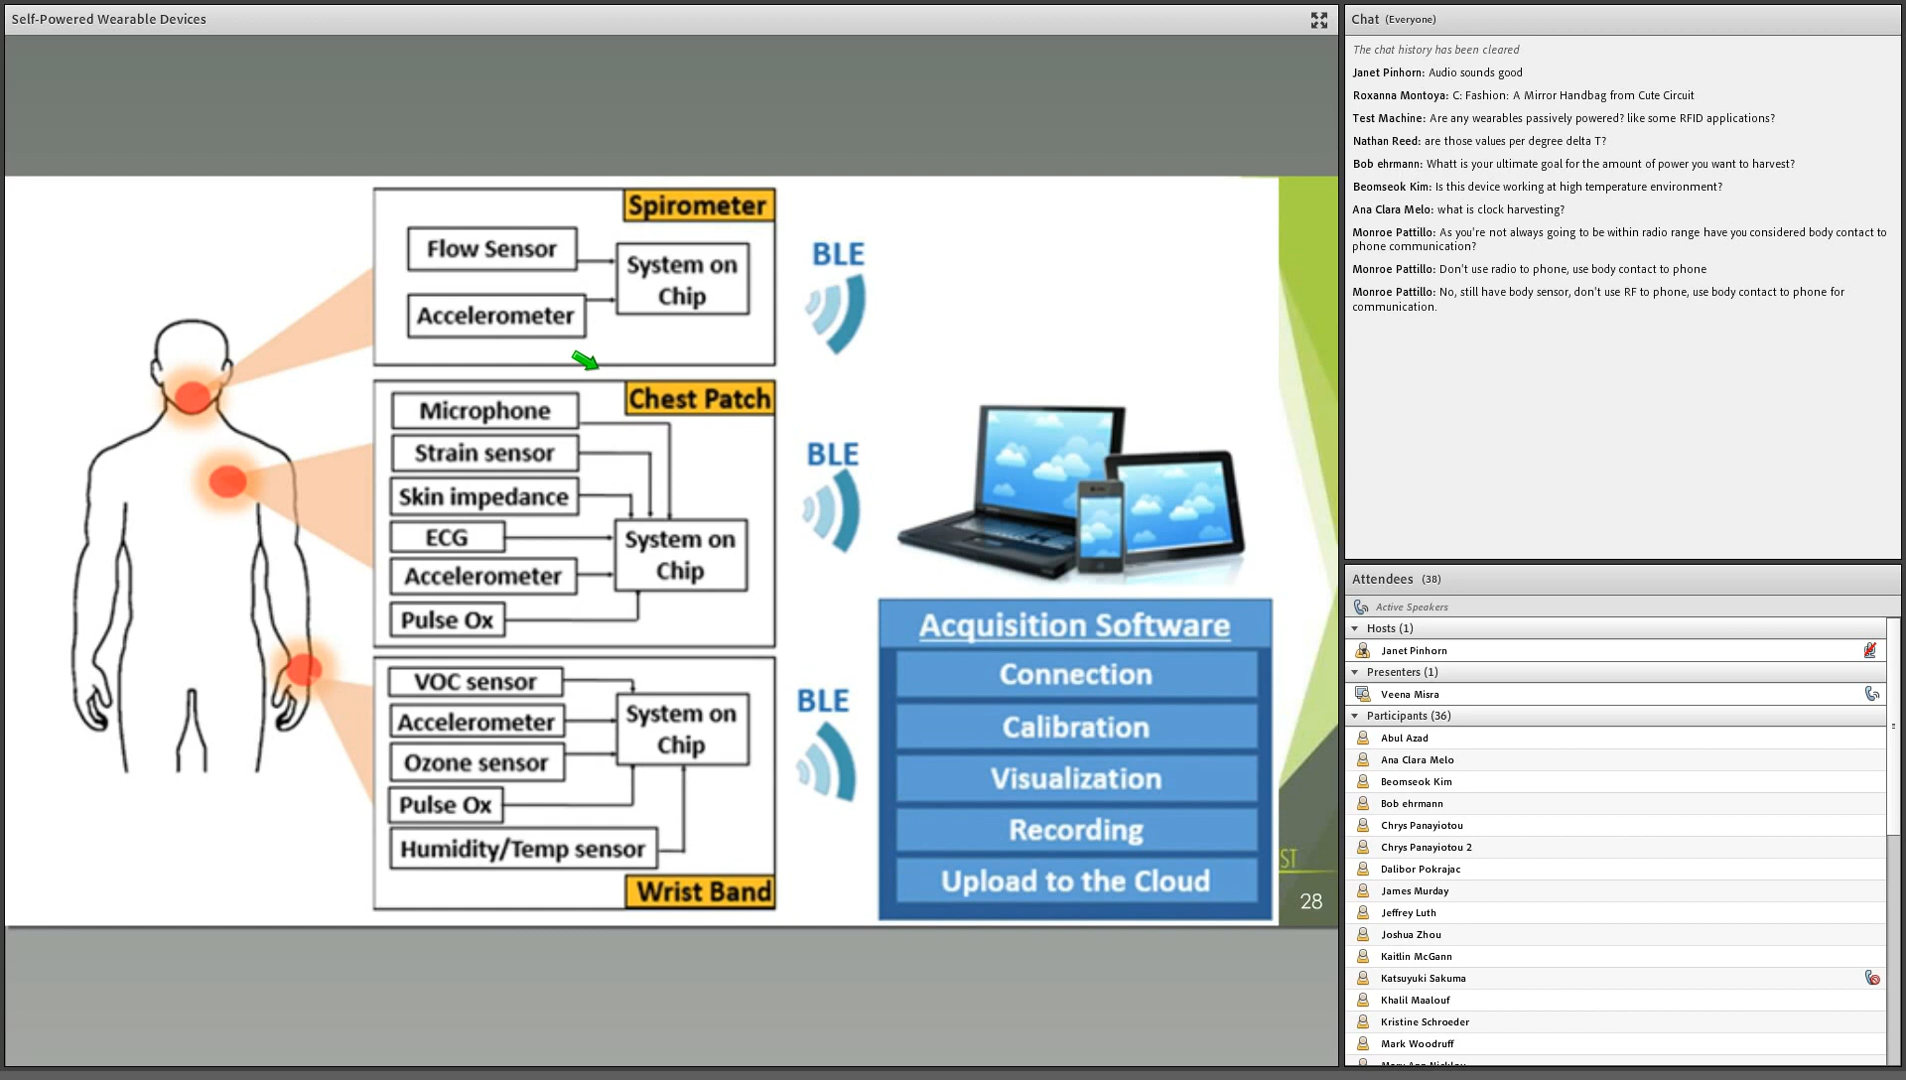 Self-Powered Wearable Devices
Spirometer
Flow Sensor
Accelerometer
System on
Chip
BLE
Chest Patch
Microphone
Strain sensor
Skin impedance
ECG
Accelerometer
Pulse Ox
System on
Chip
BLE
VOC sensor
Accelerometer
Ozone sensor
Pulse Ox
Humidity/Temp sensor
System on
Chip
Wrist Band
BLE
Acquisition Software
Connection
Calibration
Visualization
Recording
Upload to the Cloud
ST
28
Chat (Everyone)
The chat history has been cleared
Janet Pinhorn: Audio sounds good
Roxanna Montoya: C: Fashion: A Mirror Handbag from Cute Circuit
Test Machine: Are any wearables passively powered? like some RFID applications?
Nathan Reed: are those values per degree delta T?
Bob ehrmann: Whatt is your ultimate goal for the amount of power you want to harvest?
Beomseok Kim: Is this device working at high temperature environment?
Ana Clara Melo: what is clock harvesting?
Monroe Pattillo: As you're not always going to be within radio range have you considered body contact to
phone communication?
Monroe Pattillo: Don't use radio to phone, use body contact to phone
Monroe Pattillo: No, still have body sensor, don't use RF to phone, use body contact to phone for
communication.
Attendees (38)
Active Speakers
Hosts (1)
Janet Pinhorn
Presenters (1)
Veena Misra
Participants (36)
Abul Azad
Ana Clara Melo
Beomseok Kim
Bob ehrmann
Chrys Panayiotou
Chrys Panayiotou 2
Dalibor Pokrajac
James Murday
Jeffrey Luth
Joshua Zhou
Kaitlin McGann
Katsuyuki Sakuma
Khalil Maalouf
Kristine Schroeder
Mark Woodruff